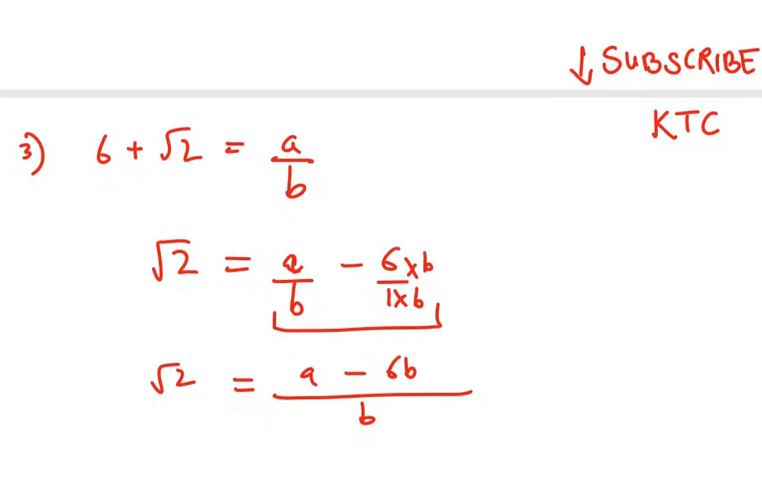 ↓ SUBSCRIBE
KTC
3) 6 + √2 = a/b
√2 = a/b - 6×b/1×b
√2 = a - 6b/b